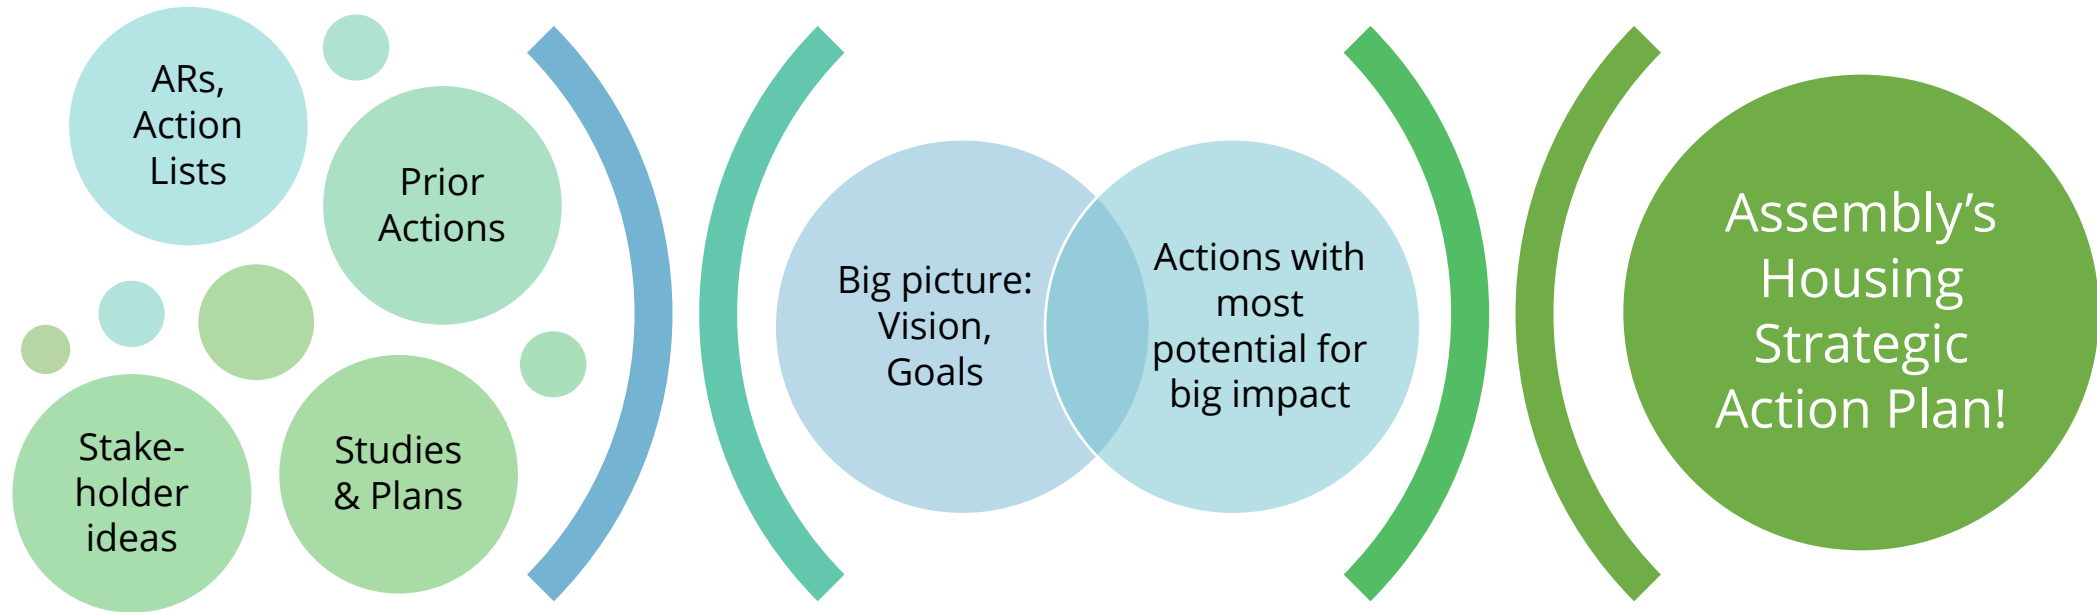 ARs,
Action
Lists
Prior
Actions
Stake-
holder
ideas
Studies
& Plans
Big picture:
Vision,
Goals
Actions with
most
potential for
big impact
Assembly’s
Housing
Strategic
Action Plan!